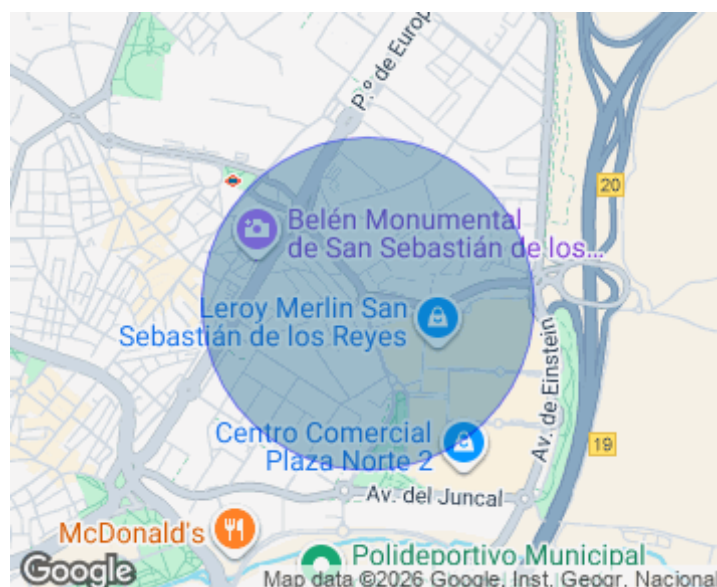 P.º de Europ
20
Belén Monumental
de San Sebastián de los...
Leroy Merlin San
Sebastián de los Reyes
Av. de Einstein
Centro Comercial
Plaza Norte 2
19
Av. del Juncal
McDonald's
Polideportivo Municipal
Google
Map data ©2026 Google, Inst. Geogr. Nacional